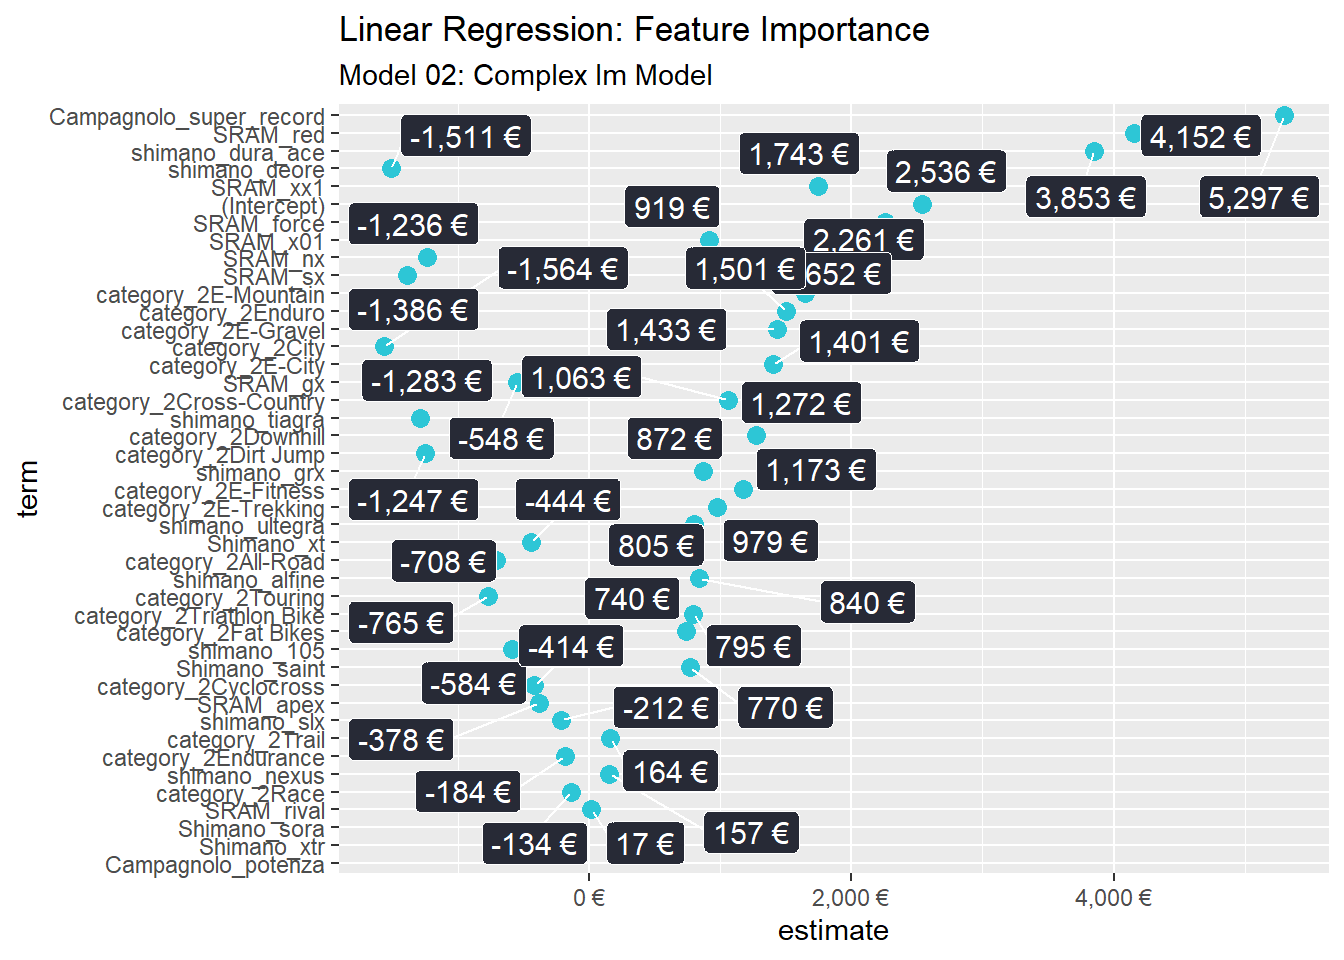 Linear Regression: Feature Importance
Model 02: Complex lm Model
term
Campagnolo_super_record
SRAM_red
shimano_dura_ace
shimano_deore
SRAM_xx1
(Intercept)
SRAM_force
SRAM_x01
SRAM_nx
SRAM_sx
category_2E-Mountain
category_2Enduro
category_2E-Gravel
category_2City
category_2E-City
SRAM_gx
category_2Cross-Country
shimano_tiagra
category_2Downhill
category_2Dirt Jump
shimano_grx
category_2E-Fitness
category_2E-Trekking
shimano_ultegra
Shimano_xt
category_2All-Road
shimano_alfine
category_2Touring
category_2Triathlon Bike
category_2Fat Bikes
shimano_105
Shimano_saint
category_2Cyclocross
SRAM_apex
shimano_slx
category_2Trail
category_2Endurance
shimano_nexus
category_2Race
SRAM_rival
Shimano_sora
Shimano_xtr
Campagnolo_potenza
-1,511 €
4,152 €
1,743 €
2,536 €
3,853 €
5,297 €
919 €
-1,236 €
2,261 €
-1,564 €
1,501 €
652 €
-1,386 €
1,433 €
1,401 €
-1,283 €
1,063 €
1,272 €
-548 €
872 €
1,173 €
-1,247 €
-444 €
805 €
979 €
-708 €
740 €
840 €
-765 €
-414 €
795 €
-584 €
-212 €
770 €
-378 €
164 €
-184 €
157 €
-134 €
17 €
0 €
2,000 €
4,000 €
estimate